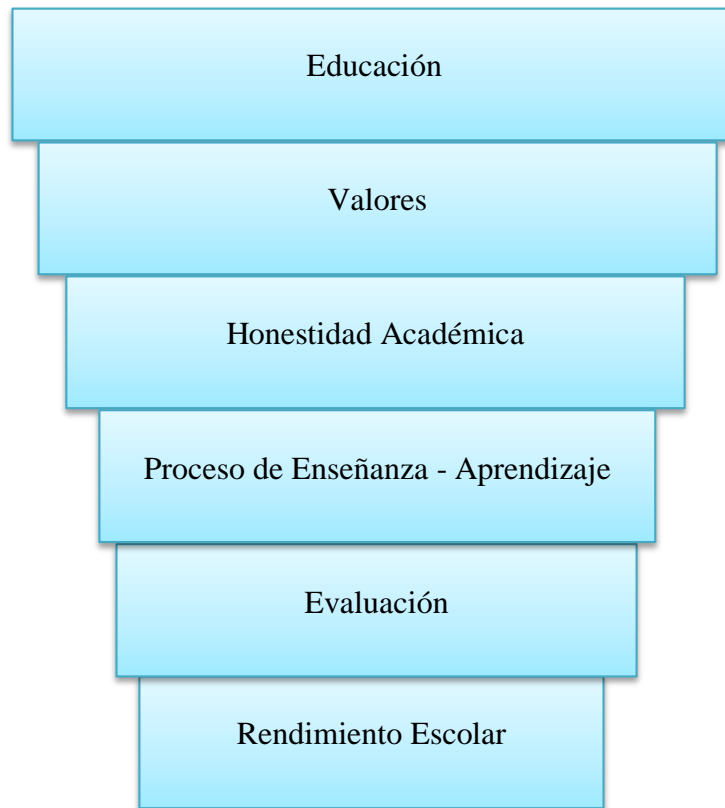 Educación
Valores
Honestidad Académica
Proceso de Enseñanza - Aprendizaje
Evaluación
Rendimiento Escolar